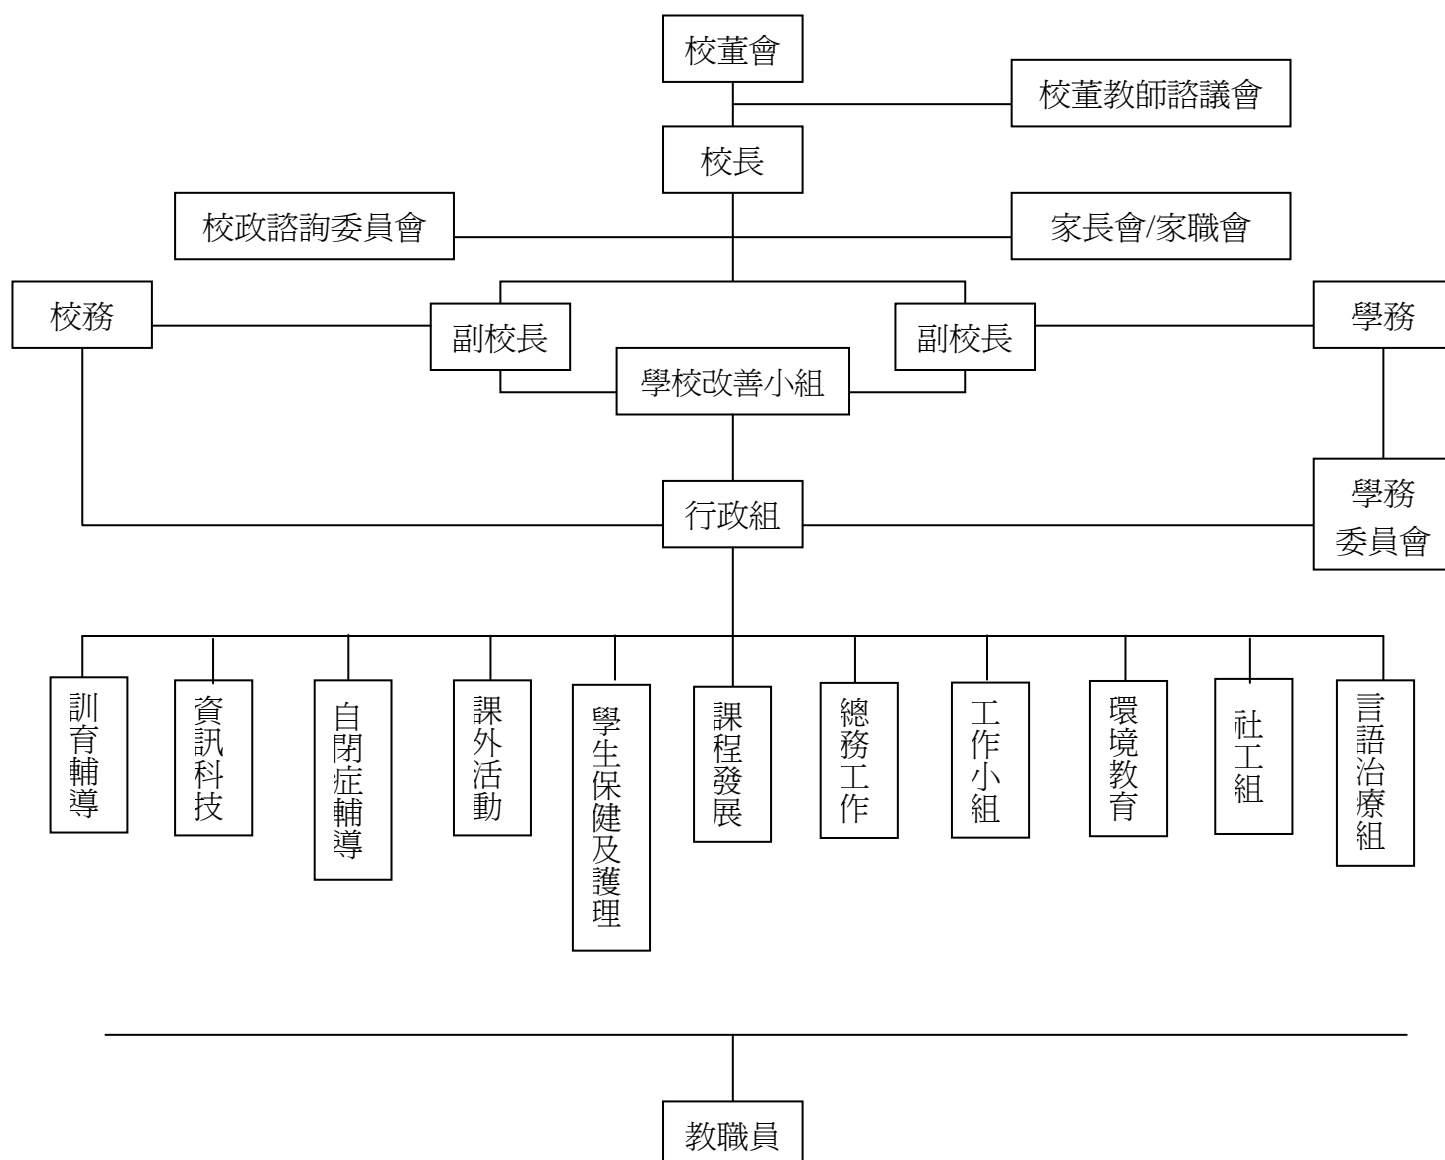 校董會
校董教師諮議會
校長
校政諮詢委員會
家長會/家職會
校務
副校長
副校長
學務
學校改善小組
行政組
學務
委員會
訓育輔導
資訊科技
自閉症輔導
課外活動
學生保健及護理
課程發展
總務工作
工作小組
環境教育
社工組
言語治療組
教職員